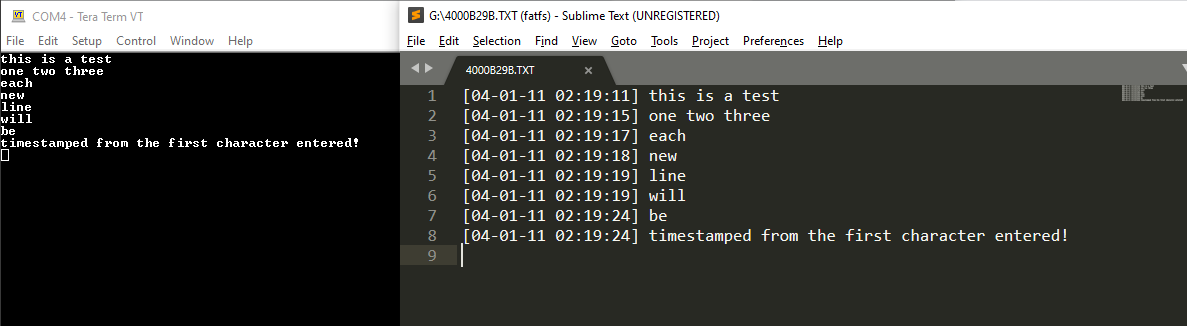 COM4 - Tera Term VT
File Edit Setup Control Window Help
this is a test
one two three
each
new
line
will
be
timestamped from the first character entered!
G:\4000B29B.TXT (fatfs) - Sublime Text (UNREGISTERED)
File Edit Selection Find View Goto Tools Project Preferences Help
4000B29B.TXT ×
1 [04-01-11 02:19:11] this is a test
2 [04-01-11 02:19:15] one two three
3 [04-01-11 02:19:17] each
4 [04-01-11 02:19:18] new
5 [04-01-11 02:19:19] line
6 [04-01-11 02:19:19] will
7 [04-01-11 02:19:24] be
8 [04-01-11 02:19:24] timestamped from the first character entered!
9